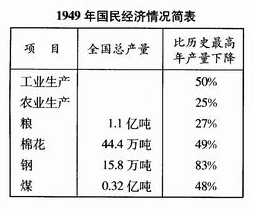 1949 年国民经济情况简表
项 目 全国总产量 比历史最高年产量下降
工业生产 50%
农业生产 25%
粮 1.1 亿吨 27%
棉花 44.4 万吨 49%
钢 15.8 万吨 83%
煤 0.32 亿吨 48%